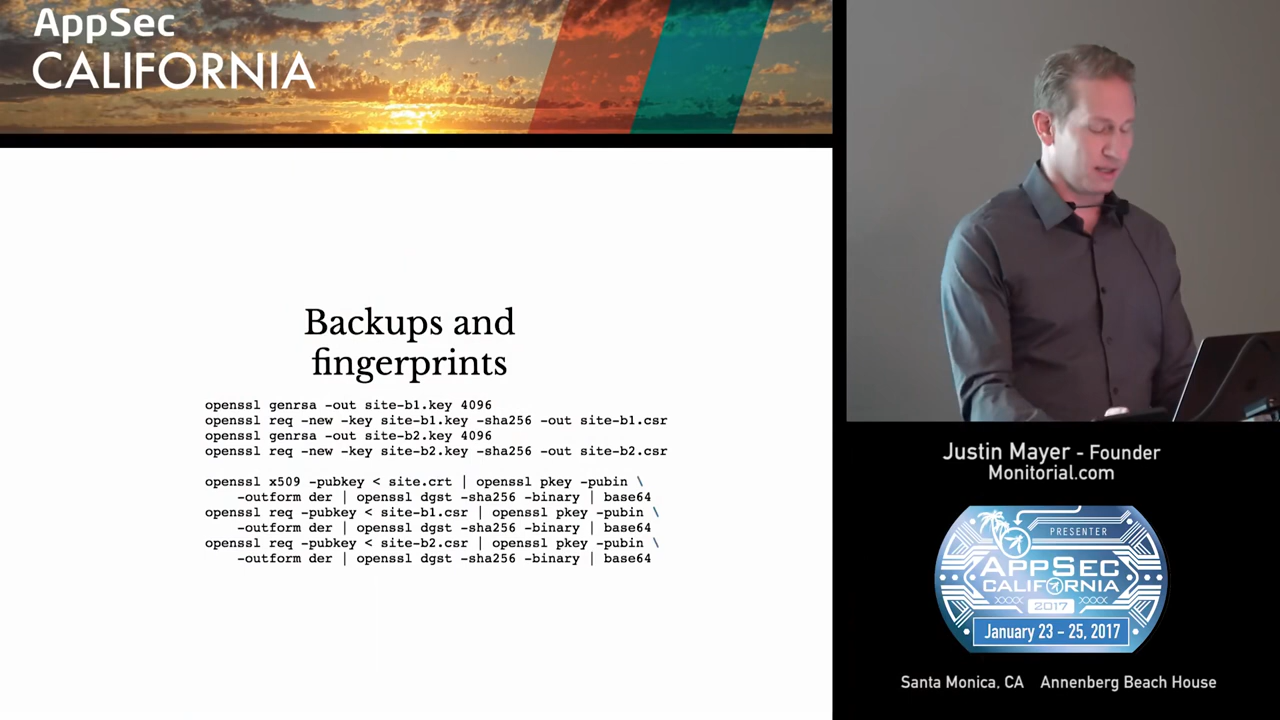 AppSec
CALIFORNIA
Backups and
fingerprints
openssl genrsa -out site-b1.key 4096
openssl req -new -key site-b1.key -sha256 -out site-b1.csr
openssl genrsa -out site-b2.key 4096
openssl req -new -key site-b2.key -sha256 -out site-b2.csr
openssl x509 -pubkey < site.crt | openssl pkey -pubin \
-outform der | openssl dgst -sha256 -binary | base64
openssl req -pubkey < site-b1.csr | openssl pkey -pubin \
-outform der | openssl dgst -sha256 -binary | base64
openssl req -pubkey < site-b2.csr | openssl pkey -pubin \
-outform der | openssl dgst -sha256 -binary | base64
Justin Mayer - Founder
Monitorial.com
PRESENTER
APPSEC
CALIFORNIA
2017
January 23 - 25, 2017
Santa Monica, CA Annenberg Beach House